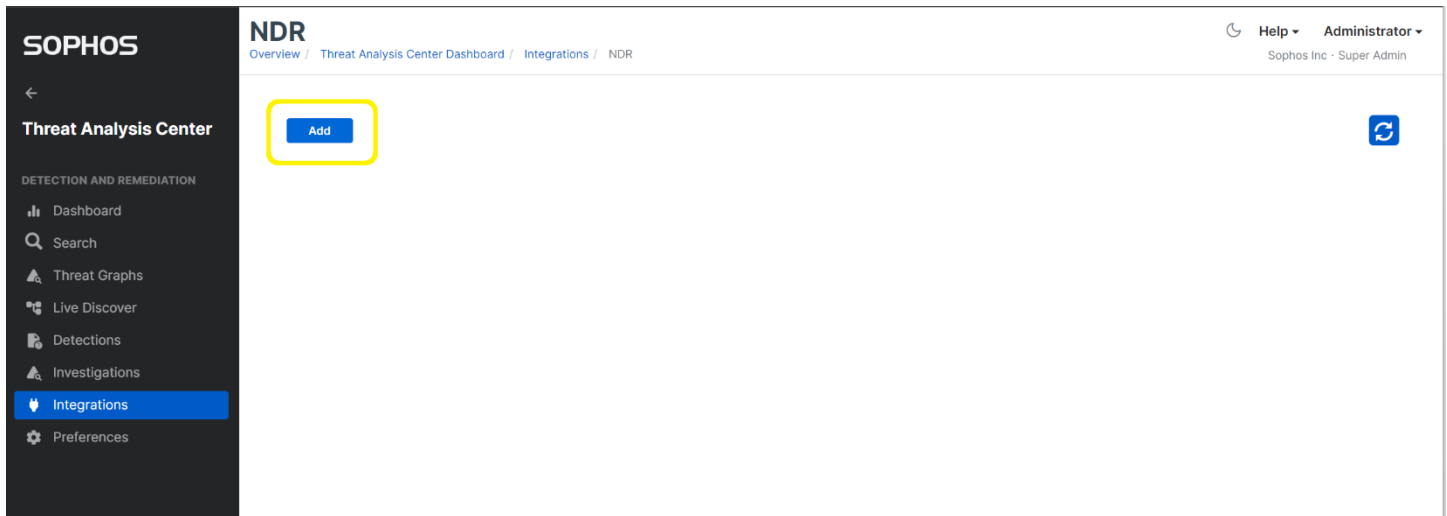 SOPHOS
Threat Analysis Center
DETECTION AND REMEDIATION
Dashboard
Search
Threat Graphs
Live Discover
Detections
Investigations
Integrations
Preferences
NDR
Overview / Threat Analysis Center Dashboard / Integrations / NDR
Help Administrator
Sophos Inc · Super Admin
Add